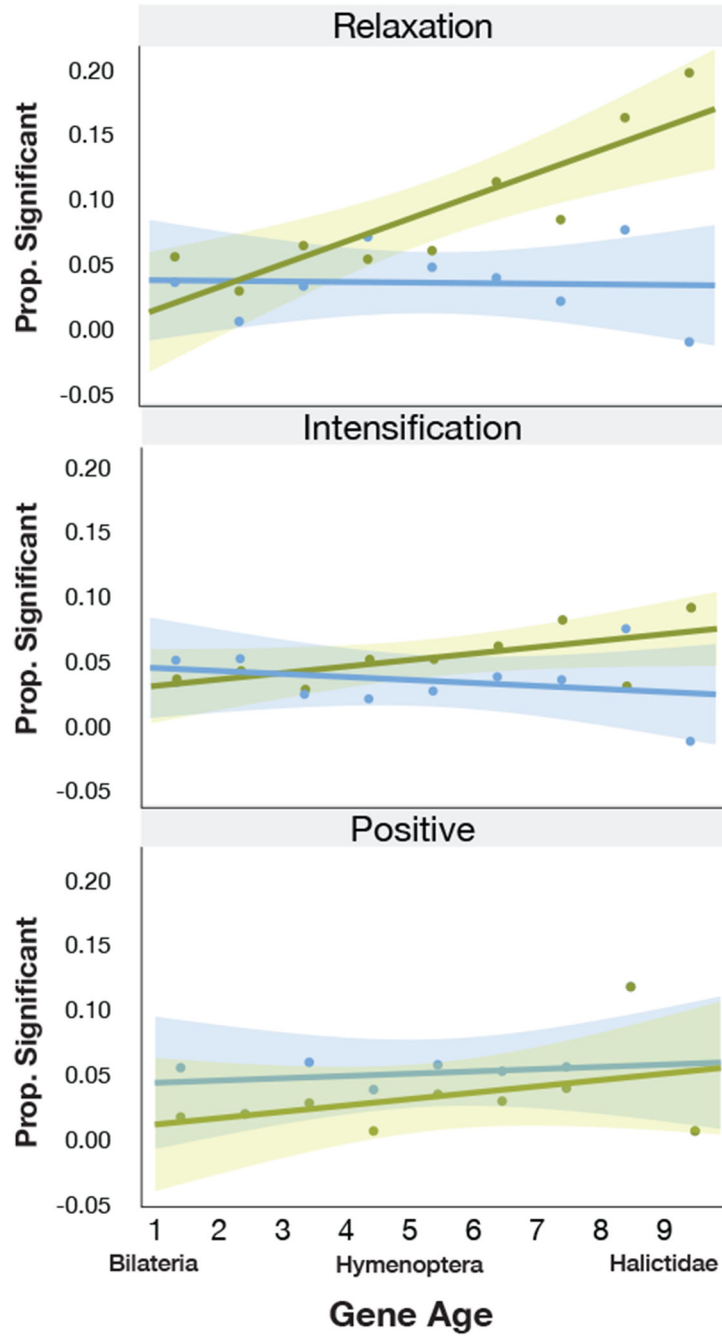 Relaxation
Prop. Significant
0.20
0.15
0.10
0.05
0.00
-0.05
Intensification
Prop. Significant
0.20
0.15
0.10
0.05
0.00
-0.05
Positive
Prop. Significant
0.20
0.15
0.10
0.05
0.00
-0.05
1 2 3 4 5 6 7 8 9
Bilateria Hymenoptera Halictidae
Gene Age